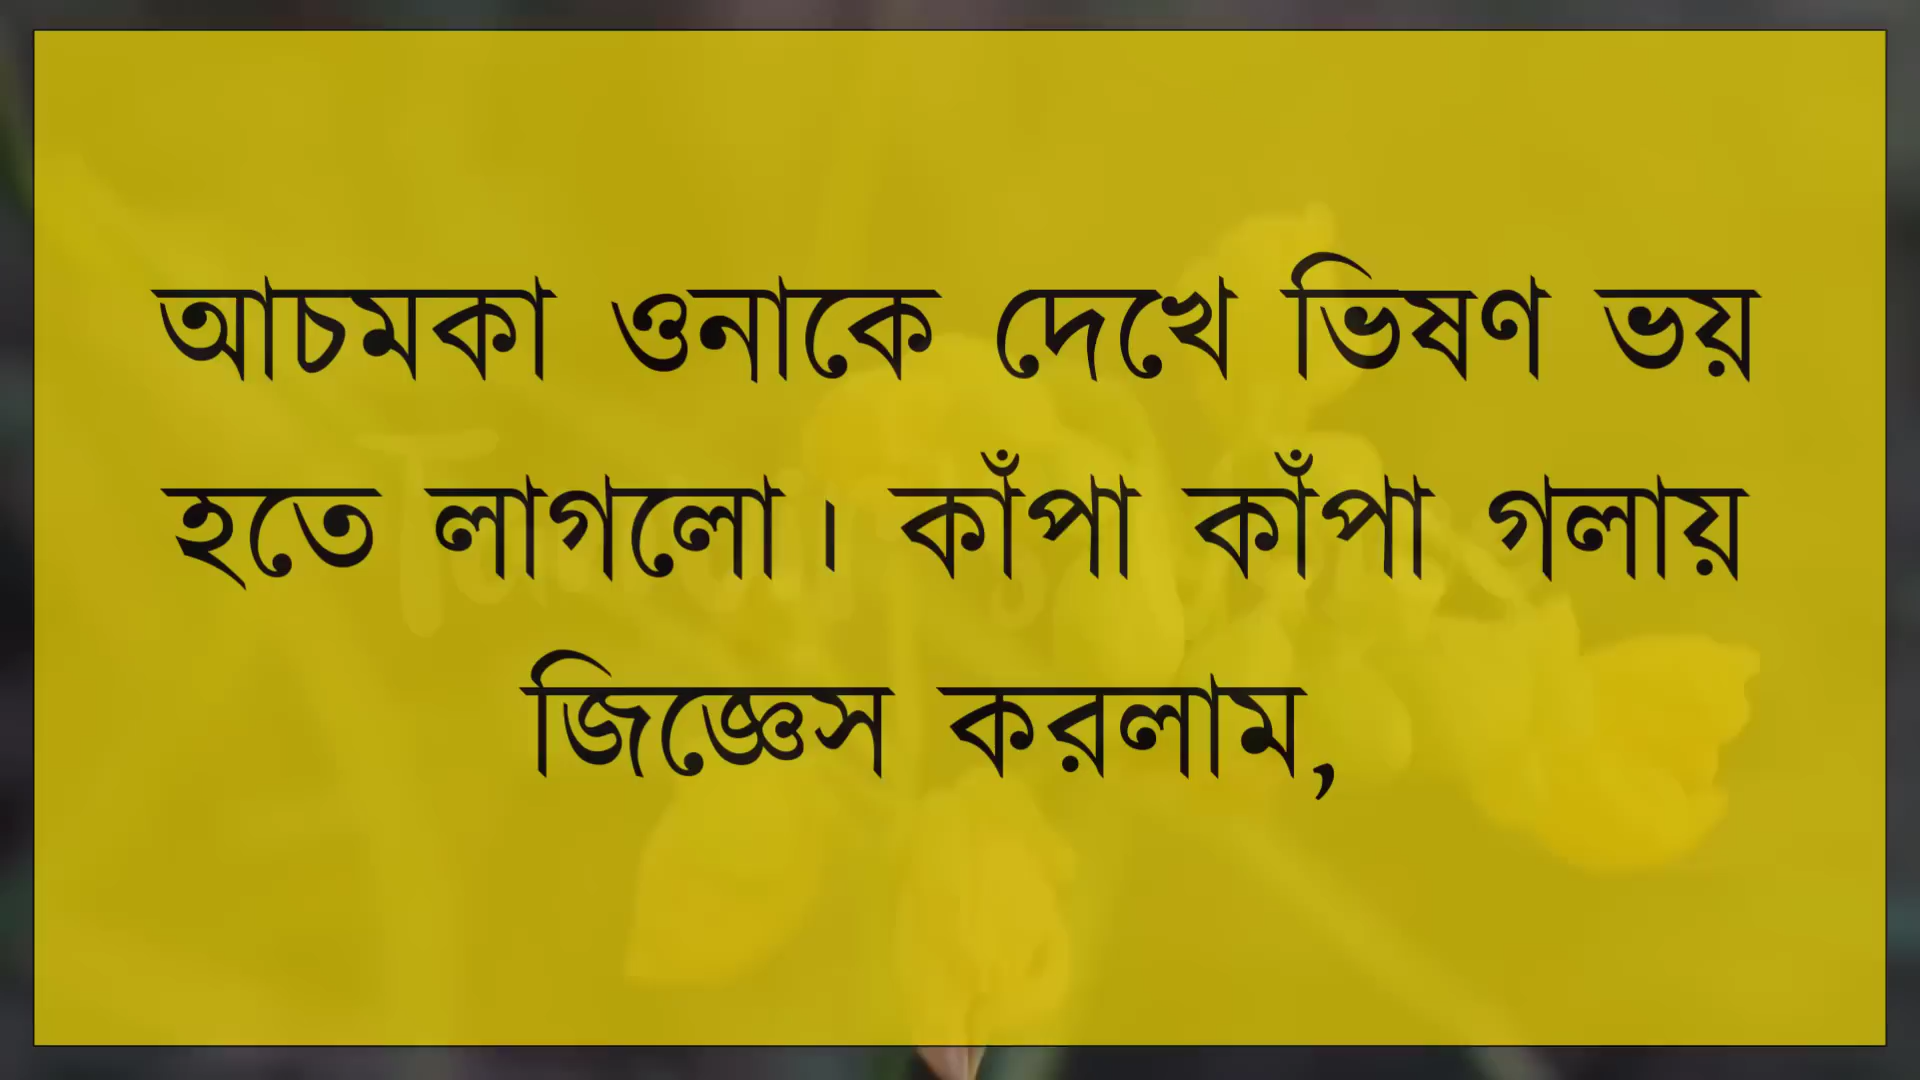 আচমকা ওনাকে দেখে ভিষণ ভয়
হতে লাগলো। কাঁপা কাঁপা গলায়
জিজ্ঞেস করলাম,